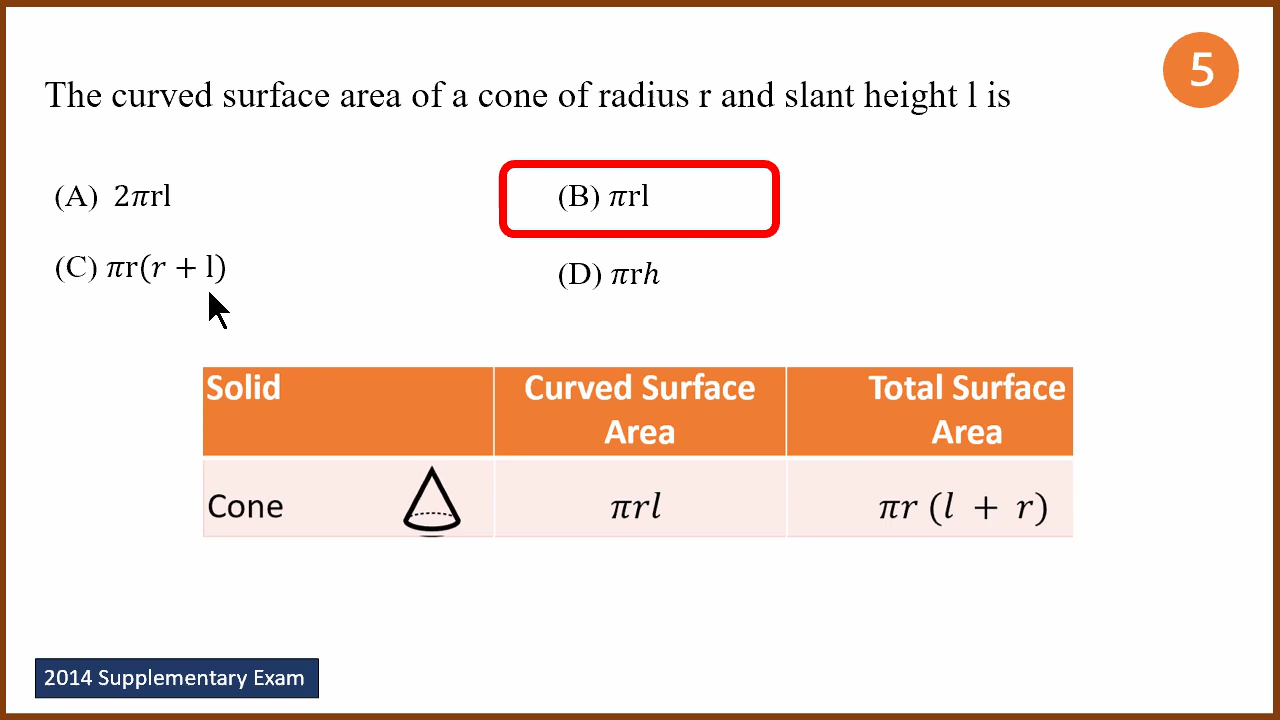 5
The curved surface area of a cone of radius r and slant height l is
(A) 2𝜋rl
(B) 𝜋rl
(C) 𝜋r(𝑟 + l)
(D) 𝜋rℎ
Solid
Curved Surface Area
Total Surface Area
Cone
𝜋𝑟𝑙
𝜋𝑟 (𝑙 + 𝑟)
2014 Supplementary Exam